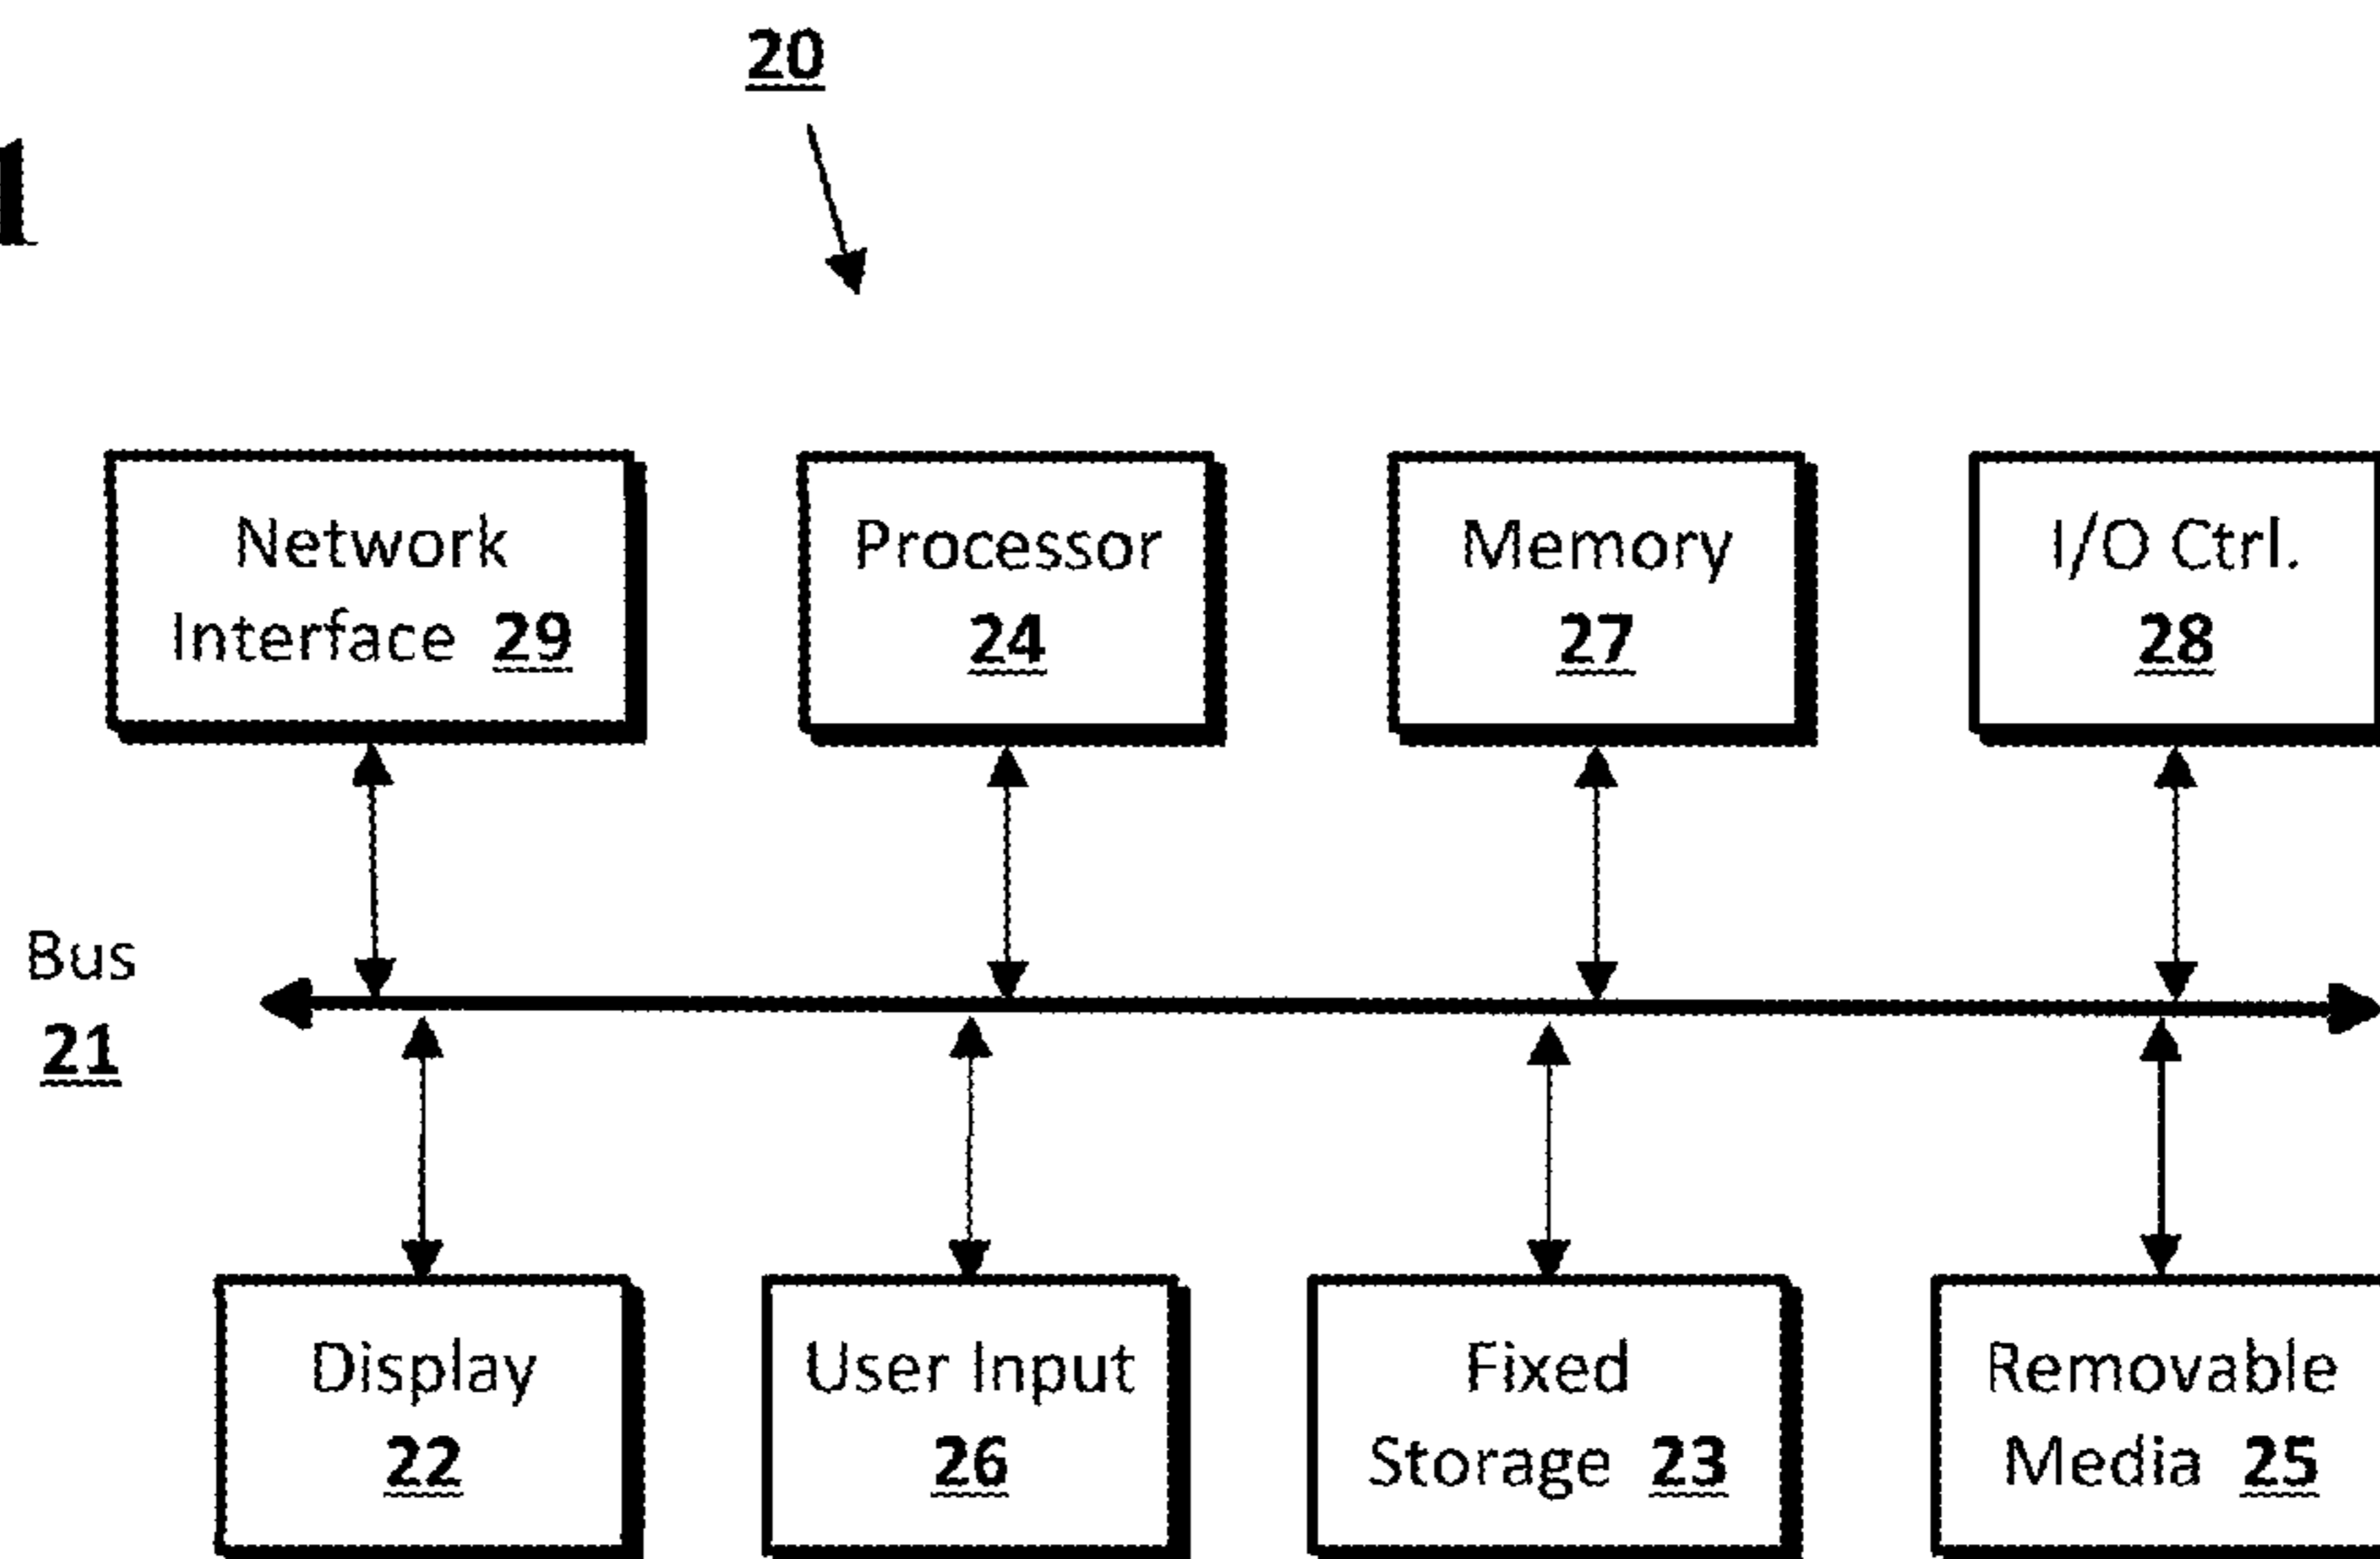 20
1
Network
Interface 29
Processor
24
Memory
27
I/O Ctrl.
28
Bus
21
Display
22
User Input
26
Fixed
Storage 23
Removable
Media 25